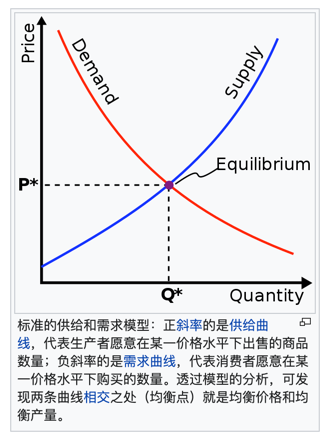 Price
Demand
Supply
Equilibrium
P*
Q*
Quantity
标准的供给和需求模型：正斜率的是供给曲
线，代表生产者愿意在某一价格水平下出售的商品
数量；负斜率的是需求曲线，代表消费者愿意在某
一价格水平下购买的数量。透过模型的分析，可发
现两条曲线相交之处（均衡点）就是均衡价格和均
衡产量。